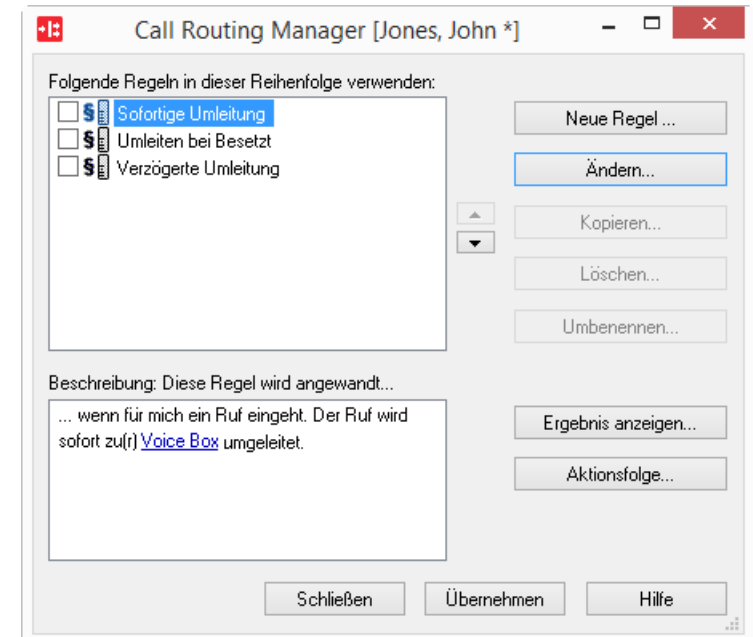 Call Routing Manager [Jones, John *]
Folgende Regeln in dieser Reihenfolge verwenden:
§ Sofortige Umleitung
§ Umleiten bei Besetzt
§ Verzögerte Umleitung
Neue Regel ...
Ändern...
Kopieren...
Löschen...
Umbenennen...
Beschreibung: Diese Regel wird angewandt...
... wenn für mich ein Ruf eingeht. Der Ruf wird
sofort zu(r) Voice Box umgeleitet.
Ergebnis anzeigen...
Aktionsfolge...
Schließen
Übernehmen
Hilfe